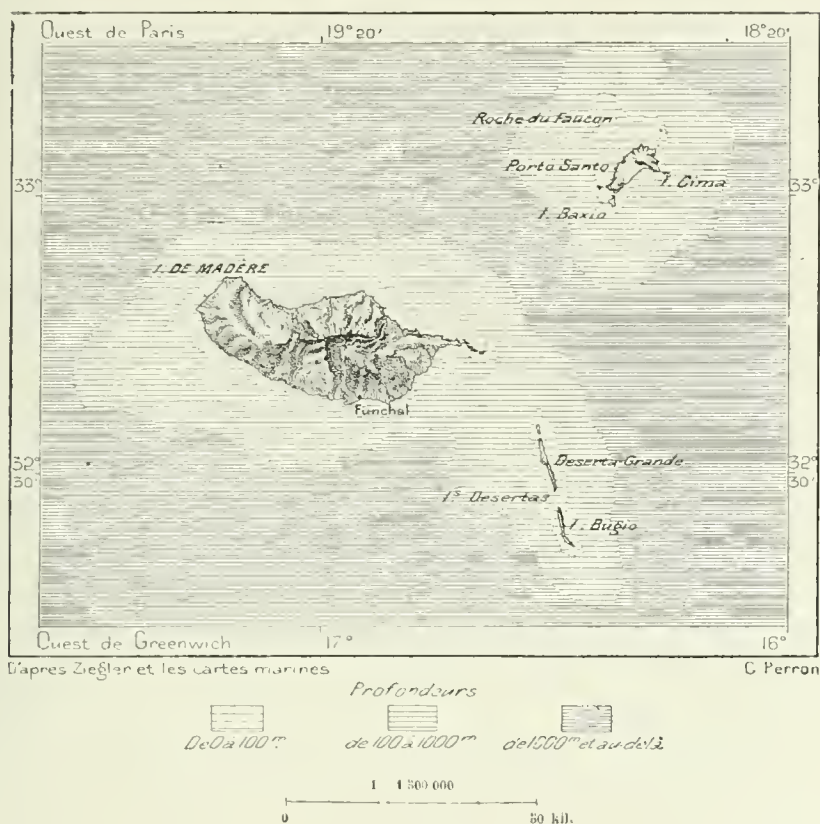 Ouest de Paris 19°20' 18°20'
Roche du Faucon
Porto Santo
I. Cima
33° 33°
I. Baxio
I. DE MADÈRE
Funchal
Deserta-Grande
32° 32°
30' 30'
Iˢ Desertas
I. Bugio
Ouest de Greenwich 17° 16°
D'après Ziegler et les cartes marines C Perron
Profondeurs
De 0 à 100ᵐ de 100 à 1000ᵐ de 1000ᵐ et au-delà
1 1 500 000
0 50 kil.